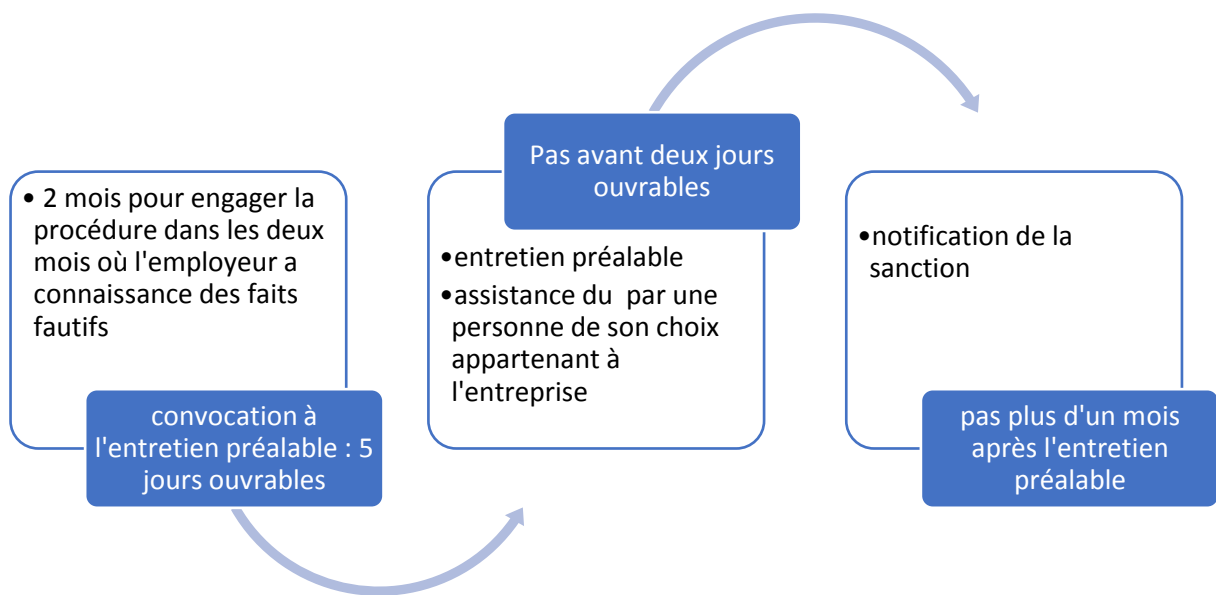 • 2 mois pour engager la
procédure dans les deux
mois où l'employeur a
connaissance des faits
fautifs
convocation à
l'entretien préalable : 5
jours ouvrables
Pas avant deux jours
ouvrables
•entretien préalable
•assistance du  par une
personne de son choix
appartenant à
l'entreprise
•notification de la
sanction
pas plus d'un mois
après l'entretien
préalable